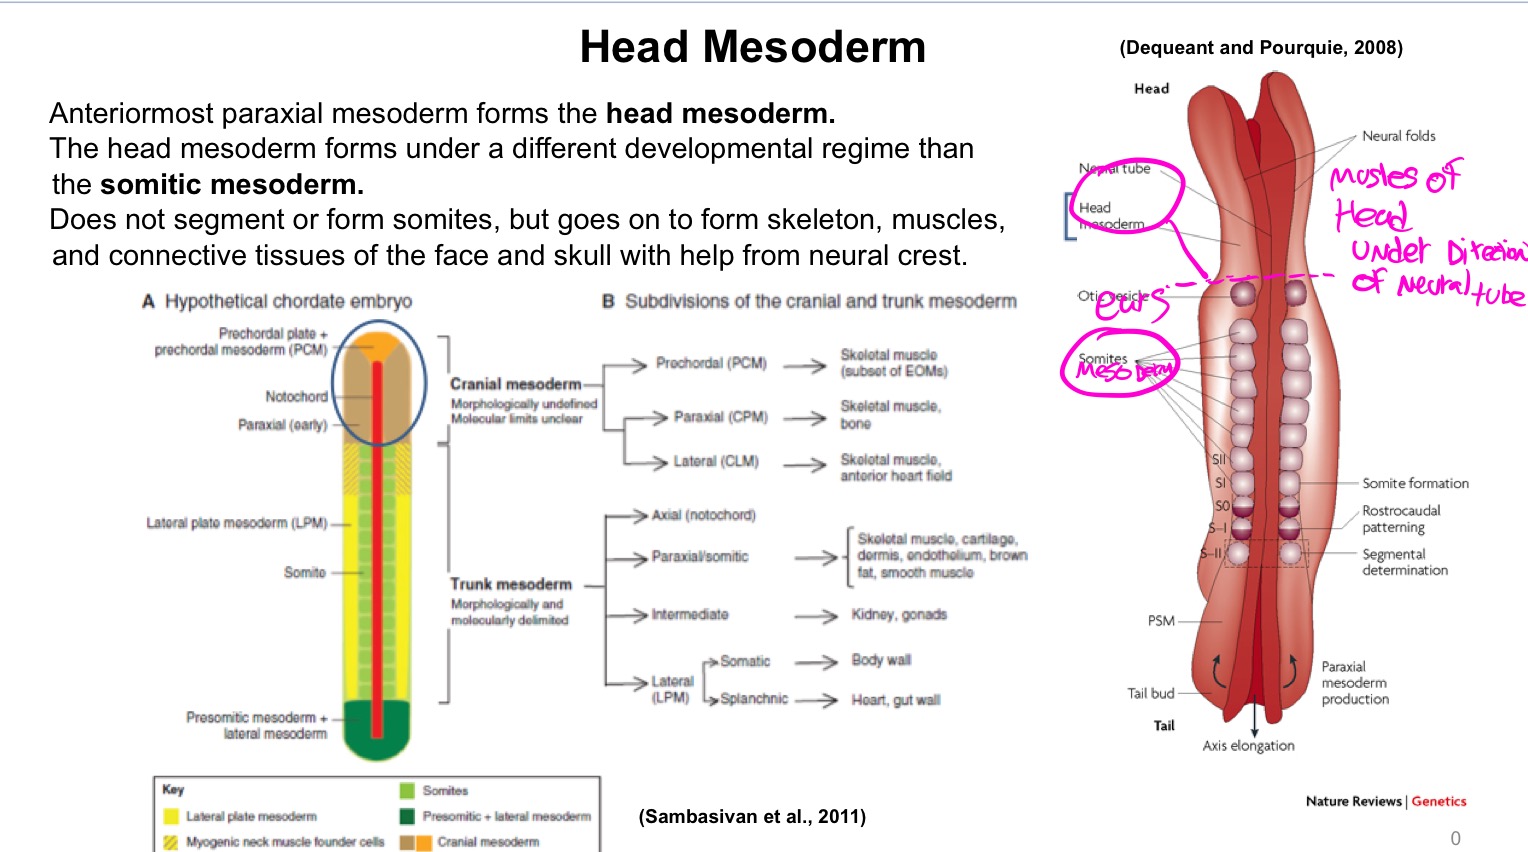 Head Mesoderm
(Dequeant and Pourquie, 2008)
Anteriormost paraxial mesoderm forms the head mesoderm.
The head mesoderm forms under a different developmental regime than
the somitic mesoderm.
Does not segment or form somites, but goes on to form skeleton, muscles,
and connective tissues of the face and skull with help from neural crest.
A Hypothetical chordate embryo
Prechordal plate +
prechordal mesoderm (PCM)
Notochord
Paraxial (early)
Lateral plate mesoderm (LPM)
Somite
Presomitic mesoderm +
lateral mesoderm
Cranial mesoderm
Morphologically undefined
Molecular limits unclear
Trunk mesoderm
Morphologically and
molecularly delimited
B Subdivisions of the cranial and trunk mesoderm
Prechordal (PCM)
Skeletal muscle
(subset of EOMs)
Paraxial (CPM)
Skeletal muscle,
bone
Lateral (CLM)
Skeletal muscle,
anterior heart field
Axial (notochord)
Paraxial/somitic
Skeletal muscle, cartilage,
dermis, endothelium, brown
fat, smooth muscle
Intermediate
Kidney, gonads
Lateral
(LPM)
Somatic
Body wall
Splanchnic
Heart, gut wall
Key
Lateral plate mesoderm
Myogenic neck muscle founder cells
Somites
Presomitic + lateral mesoderm
Cranial mesoderm
(Sambasivan et al., 2011)
Head
Neural folds
Neural tube
Head
mesoderm
Otic vesicle
ears
Somites
Mesoderm
Musles of
Head
under Direction
of Neural tube
SII
SI
S0
S–I
S–II
Somite formation
Rostrocaudal
patterning
Segmental
determination
PSM
Tail bud
Tail
Paraxial
mesoderm
production
Axis elongation
Nature Reviews | Genetics
0